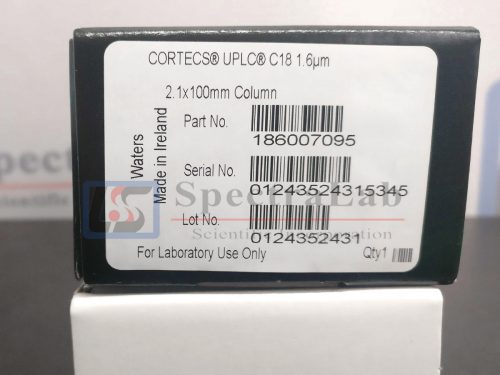 CORTECS® UPLC® C18 1.6µm
2.1x100mm Column
Part No.
186007095
Serial No.
01243524315345
Lot No.
0124352431
Waters
Made in Ireland
For Laboratory Use Only
Qty1
SpectraLab
Scientific